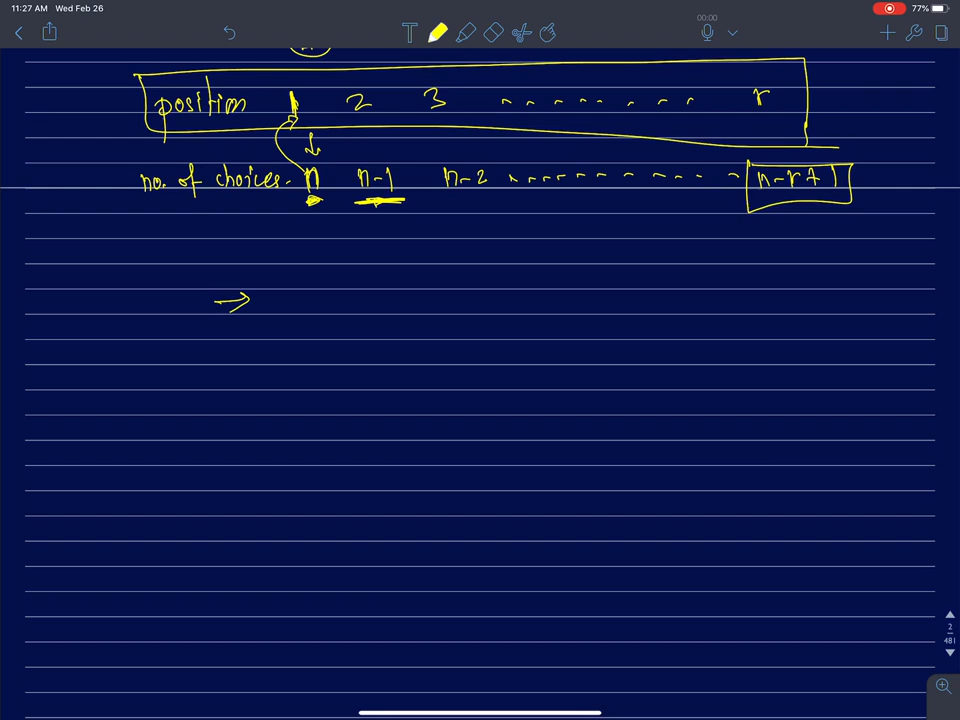 11:27 AM Wed Feb 26
77%
00:00
T
position 1 2 3 - - - - - - - - r
no. of choices. n n-1 n-2 - - - - - - - - - - - n-r+1
→
2
481